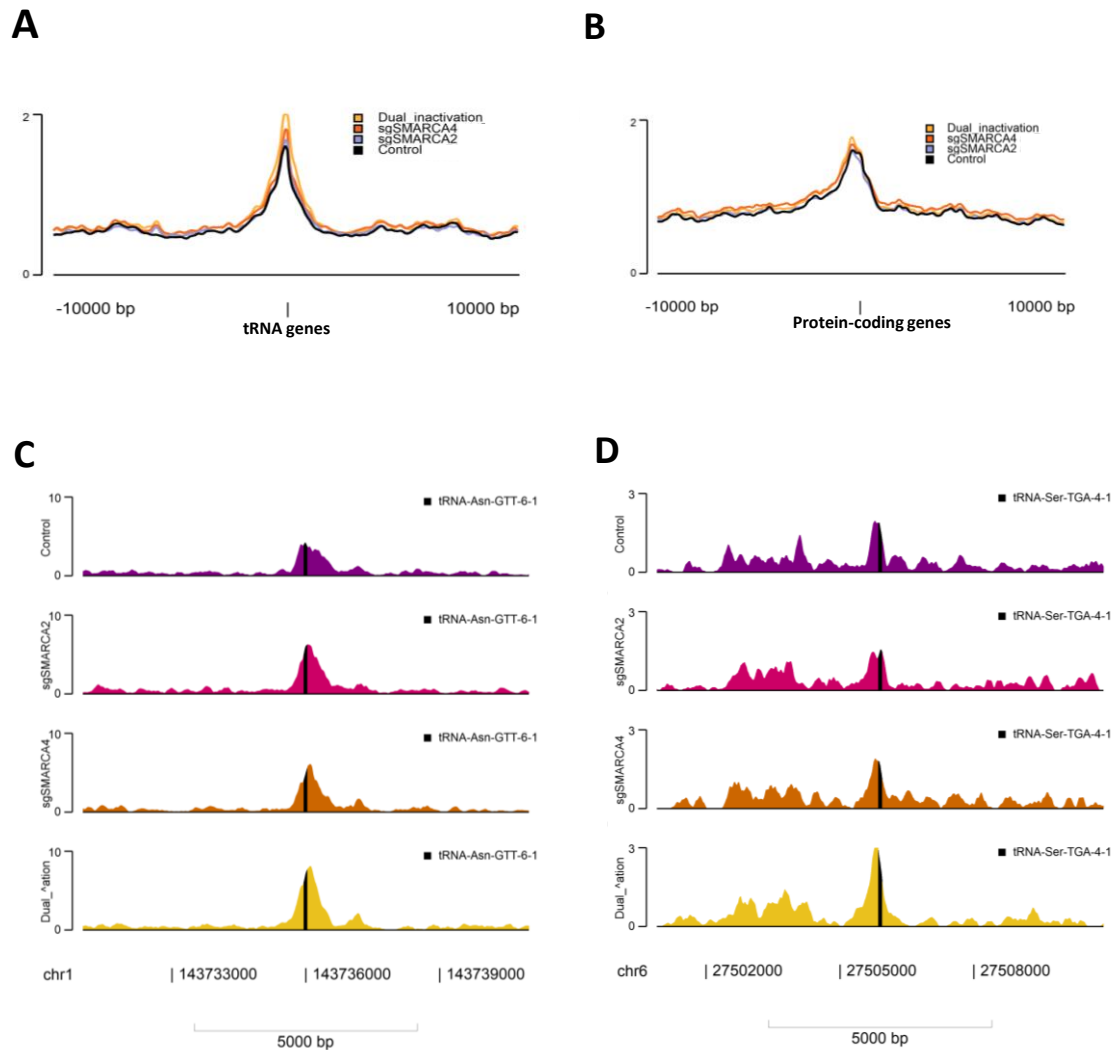 A
B
2
0
Dual_inactivation_
sgSMARCA4
sgSMARCA2
Control
-10000 bp
|
10000 bp
tRNA genes
2
0
Dual_inactivation
sgSMARCA4
sgSMARCA2
Control
-10000 bp
|
10000 bp
Protein-coding genes
C
10
0
Control
tRNA-Asn-GTT-6-1
10
0
sgSMARCA2
tRNA-Asn-GTT-6-1
10
0
sgSMARCA4
tRNA-Asn-GTT-6-1
10
0
Dual_^ation
tRNA-Asn-GTT-6-1
chr1 | 143733000 | 143736000 | 143739000
5000 bp
D
3
0
Control
tRNA-Ser-TGA-4-1
3
0
sgSMARCA2
tRNA-Ser-TGA-4-1
3
0
sgSMARCA4
tRNA-Ser-TGA-4-1
3
0
Dual_^ation
tRNA-Ser-TGA-4-1
chr6 | 27502000 | 27505000 | 27508000
5000 bp